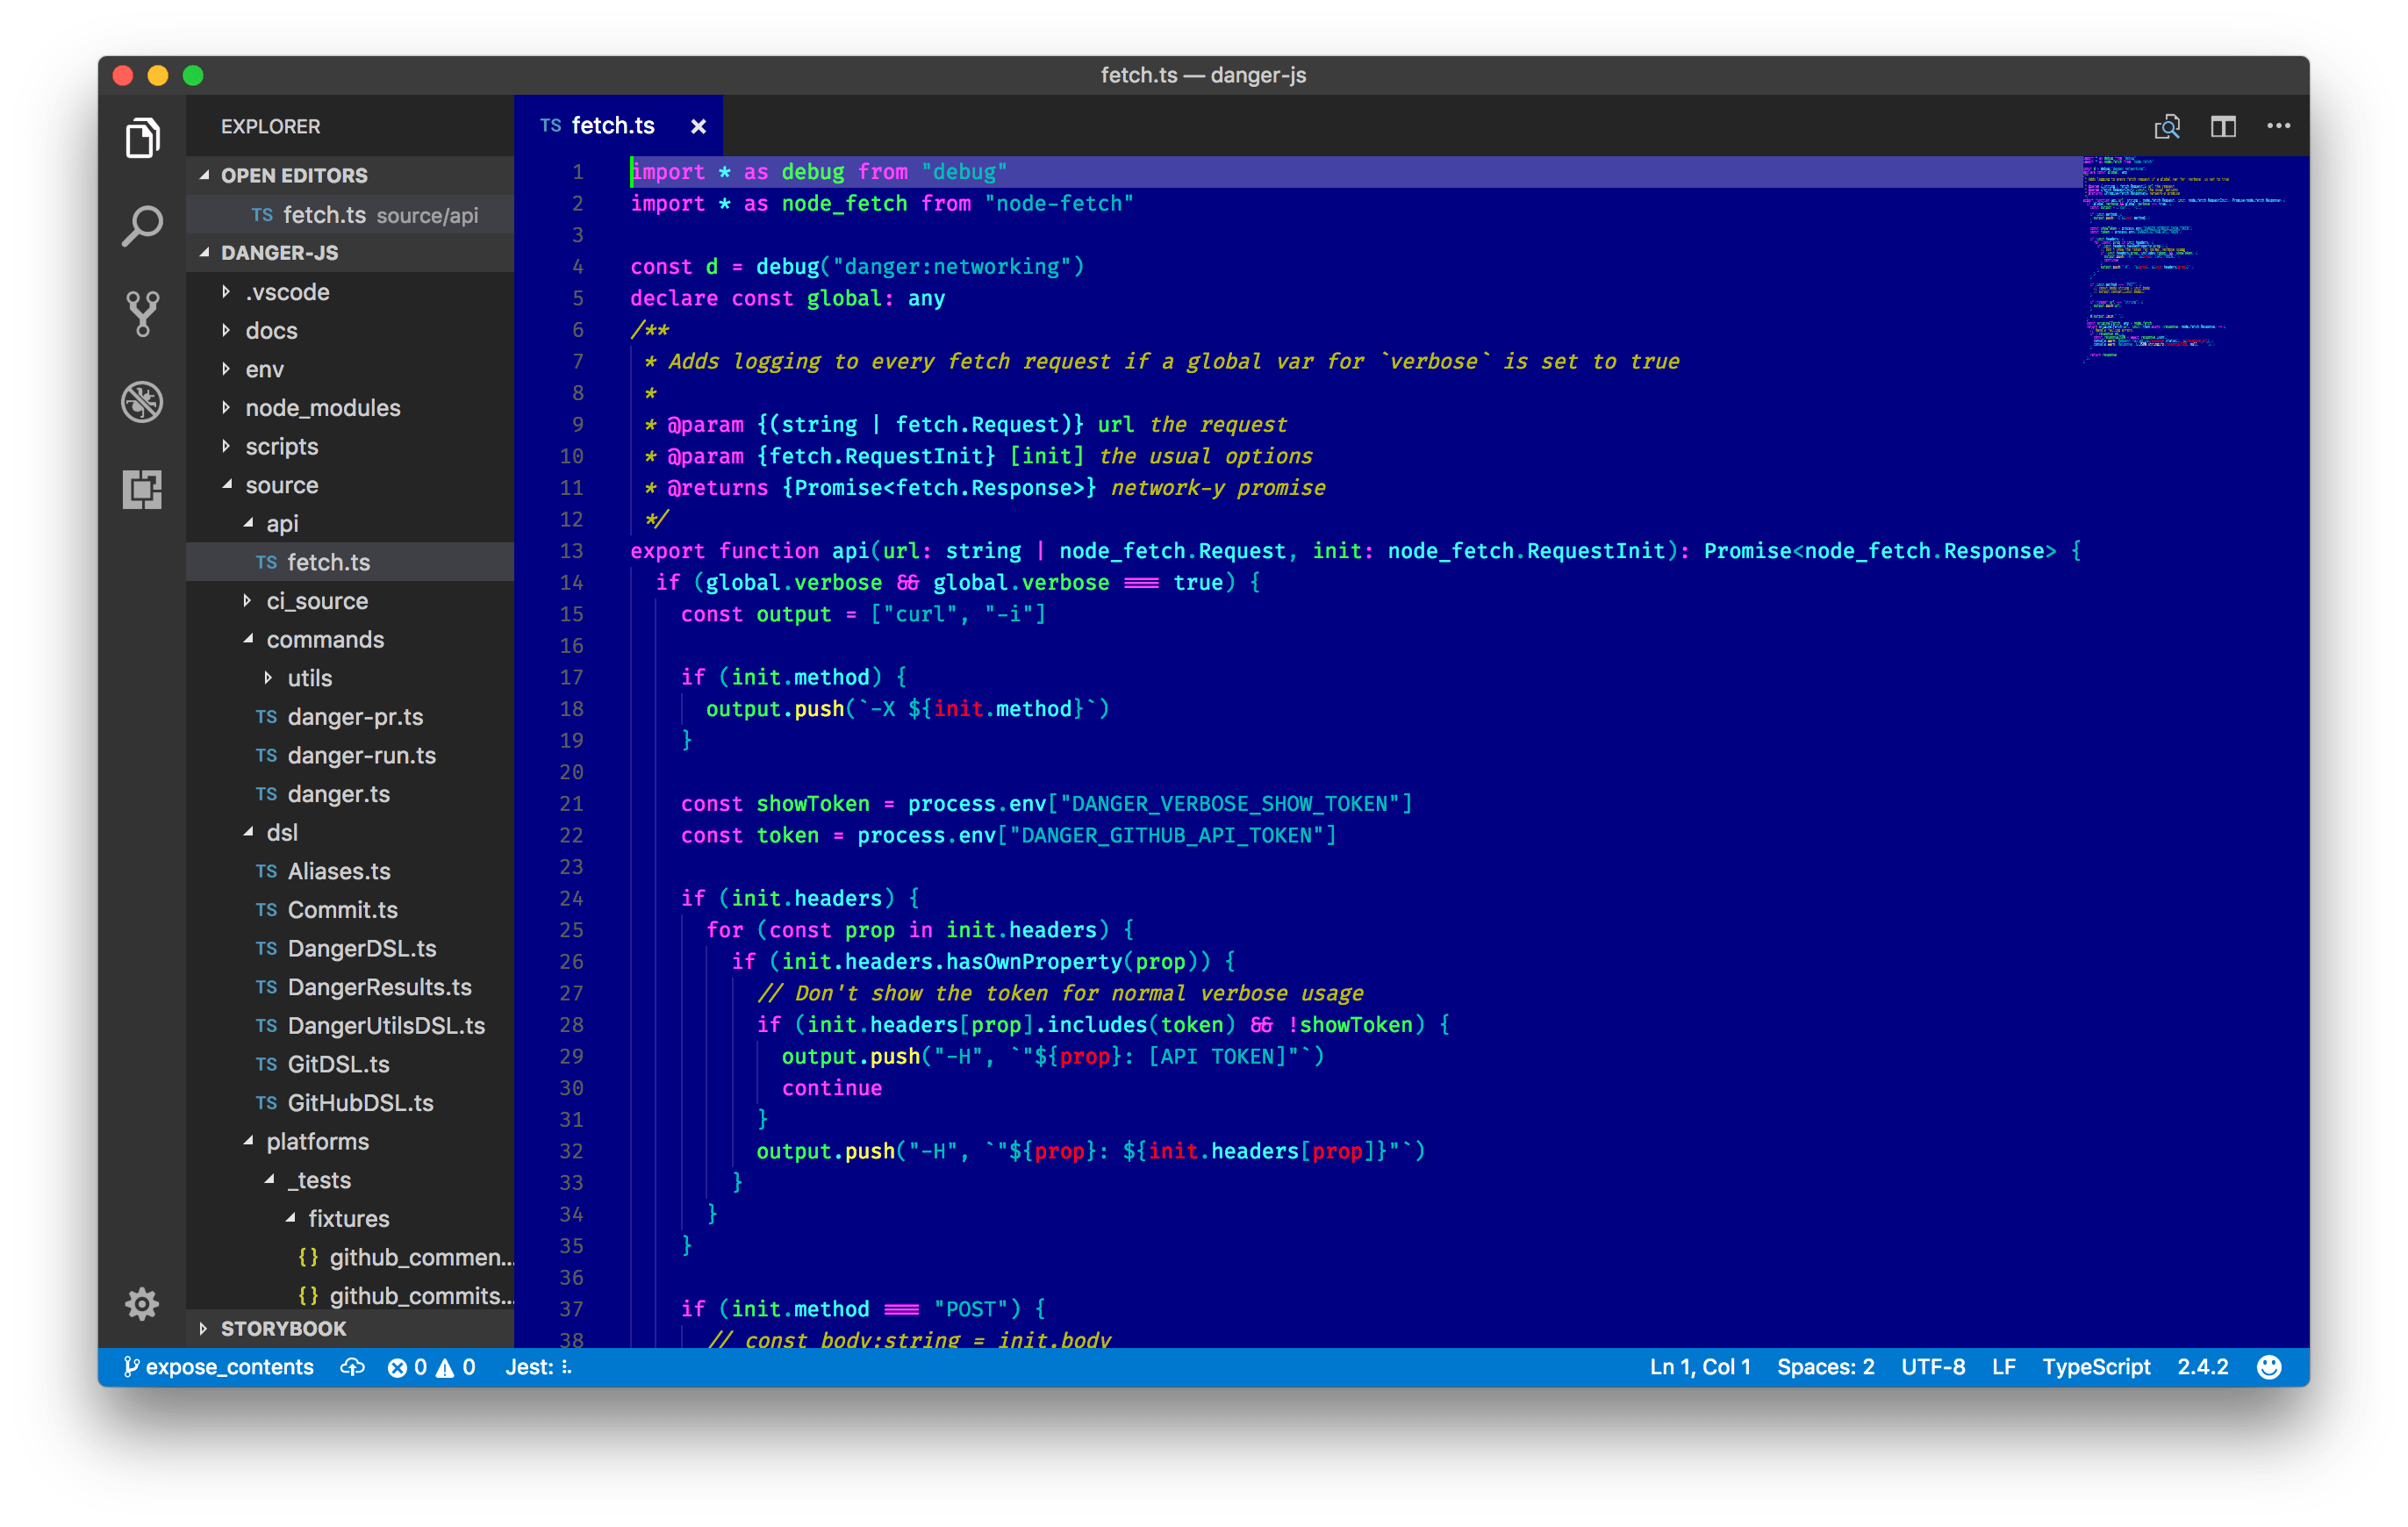 fetch.ts — danger-js
EXPLORER
OPEN EDITORS
TS fetch.ts source/api
DANGER-JS
.vscode
docs
env
node_modules
scripts
source
api
TS fetch.ts
ci_source
commands
utils
TS danger-pr.ts
TS danger-run.ts
TS danger.ts
dsl
TS Aliases.ts
TS Commit.ts
TS DangerDSL.ts
TS DangerResults.ts
TS DangerUtilsDSL.ts
TS GitDSL.ts
TS GitHubDSL.ts
platforms
_tests
fixtures
{} github_commen...
{} github_commits...
STORYBOOK
TS fetch.ts ×
1 import * as debug from "debug"
2 import * as node_fetch from "node-fetch"
3
4 const d = debug("danger:networking")
5 declare const global: any
6 /**
7 * Adds logging to every fetch request if a global var for `verbose` is set to true
8 *
9 * @param {(string | fetch.Request)} url the request
10 * @param {fetch.RequestInit} [init] the usual options
11 * @returns {Promise<fetch.Response>} network-y promise
12 */
13 export function api(url: string | node_fetch.Request, init: node_fetch.RequestInit): Promise<node_fetch.Response> {
14 if (global.verbose && global.verbose === true) {
15 const output = ["curl", "-i"]
16
17 if (init.method) {
18 output.push(`-X ${init.method}`)
19 }
20
21 const showToken = process.env["DANGER_VERBOSE_SHOW_TOKEN"]
22 const token = process.env["DANGER_GITHUB_API_TOKEN"]
23
24 if (init.headers) {
25 for (const prop in init.headers) {
26 if (init.headers.hasOwnProperty(prop)) {
27 // Don't show the token for normal verbose usage
28 if (init.headers[prop].includes(token) && !showToken) {
29 output.push("-H", `"${prop}: [API TOKEN]"`)
30 continue
31 }
32 output.push("-H", `"${prop}: ${init.headers[prop]}"`)
33 }
34 }
35 }
36
37 if (init.method === "POST") {
38 // const body:string = init.body
expose_contents 0 0 Jest: Ln 1, Col 1 Spaces: 2 UTF-8 LF TypeScript 2.4.2